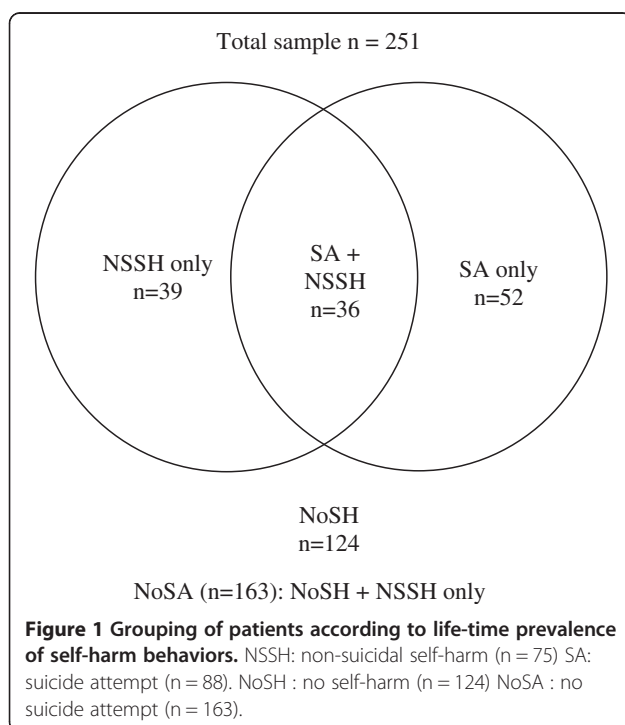 Total sample n = 251
NSSH only
n=39
SA +
NSSH
n=36
SA only
n=52
NoSH
n=124
NoSA (n=163): NoSH + NSSH only
Figure 1 Grouping of patients according to life-time prevalence
of self-harm behaviors. NSSH: non-suicidal self-harm (n = 75) SA:
suicide attempt (n = 88). NoSH : no self-harm (n = 124) NoSA : no
suicide attempt (n = 163).